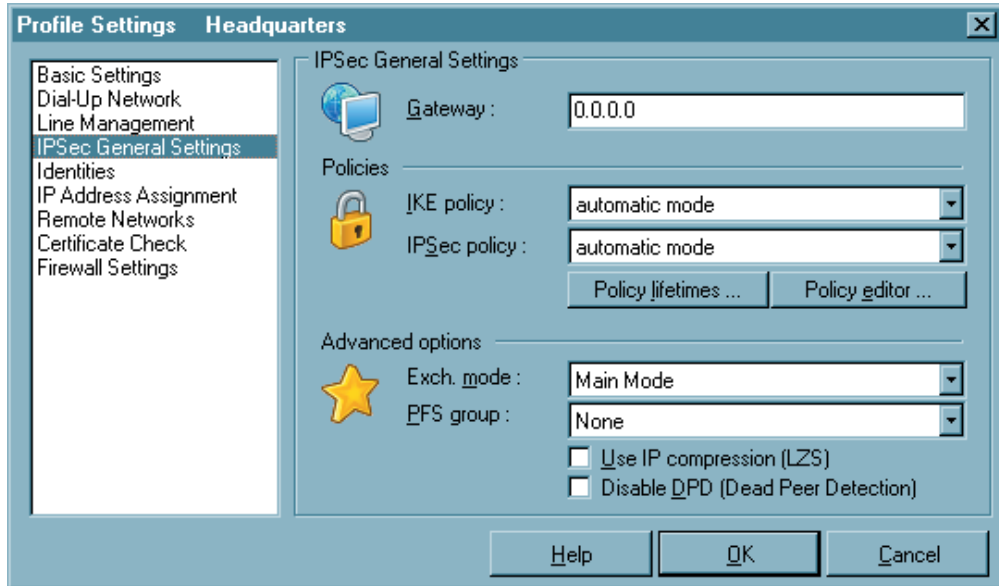 Profile Settings Headquarters
Basic Settings
Dial-Up Network
Line Management
IPSec General Settings
Identities
IP Address Assignment
Remote Networks
Certificate Check
Firewall Settings
IPSec General Settings
Gateway : 0.0.0.0
Policies
IKE policy : automatic mode
IPSec policy : automatic mode
Policy lifetimes ... Policy editor ...
Advanced options
Exch. mode : Main Mode
PFS group : None
Use IP compression (LZS)
Disable DPD (Dead Peer Detection)
Help OK Cancel